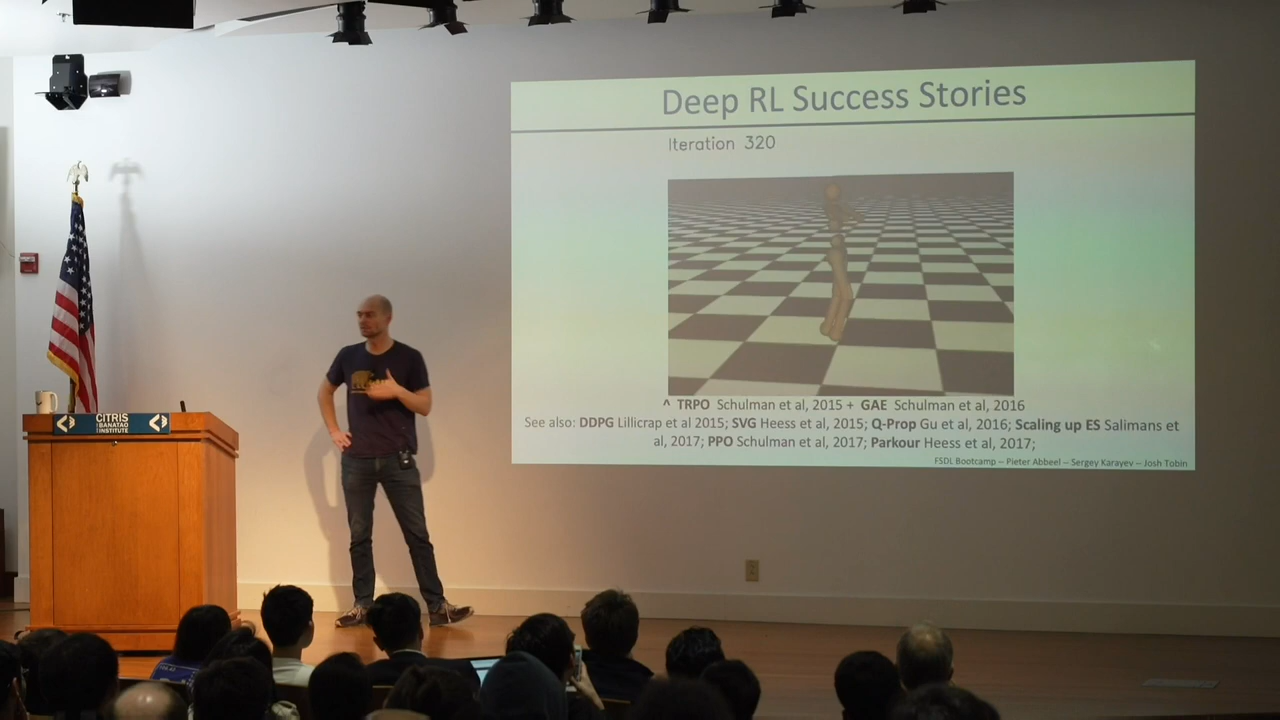 Deep RL Success Stories
Iteration 320
^ TRPO Schulman et al, 2015 + GAE Schulman et al, 2016
See also: DDPG Lillicrap et al 2015; SVG Heess et al, 2015; Q-Prop Gu et al, 2016; Scaling up ES Salimans et
al, 2017; PPO Schulman et al, 2017; Parkour Heess et al, 2017;
FSDL Bootcamp – Pieter Abbeel – Sergey Karayev – Josh Tobin
CITRIS
BANATAO
INSTITUTE